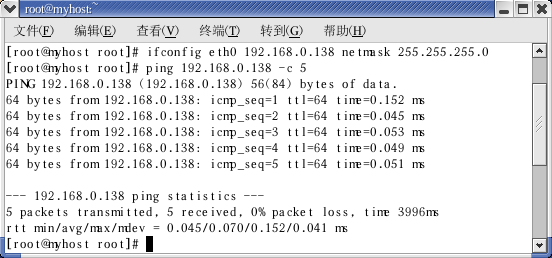 root@myhost:~
文件(F) 编辑(E) 查看(V) 终端(T) 转到(G) 帮助(H)
[root@myhost root]# ifconfig eth0 192.168.0.138 netmask 255.255.255.0
[root@myhost root]# ping 192.168.0.138 -c 5
PING 192.168.0.138 (192.168.0.138) 56(84) bytes of data.
64 bytes from 192.168.0.138: icmp_seq=1 ttl=64 time=0.152 ms
64 bytes from 192.168.0.138: icmp_seq=2 ttl=64 time=0.045 ms
64 bytes from 192.168.0.138: icmp_seq=3 ttl=64 time=0.053 ms
64 bytes from 192.168.0.138: icmp_seq=4 ttl=64 time=0.049 ms
64 bytes from 192.168.0.138: icmp_seq=5 ttl=64 time=0.051 ms
--- 192.168.0.138 ping statistics ---
5 packets transmitted, 5 received, 0% packet loss, time 3996ms
rtt min/avg/max/mdev = 0.045/0.070/0.152/0.041 ms
[root@myhost root]#